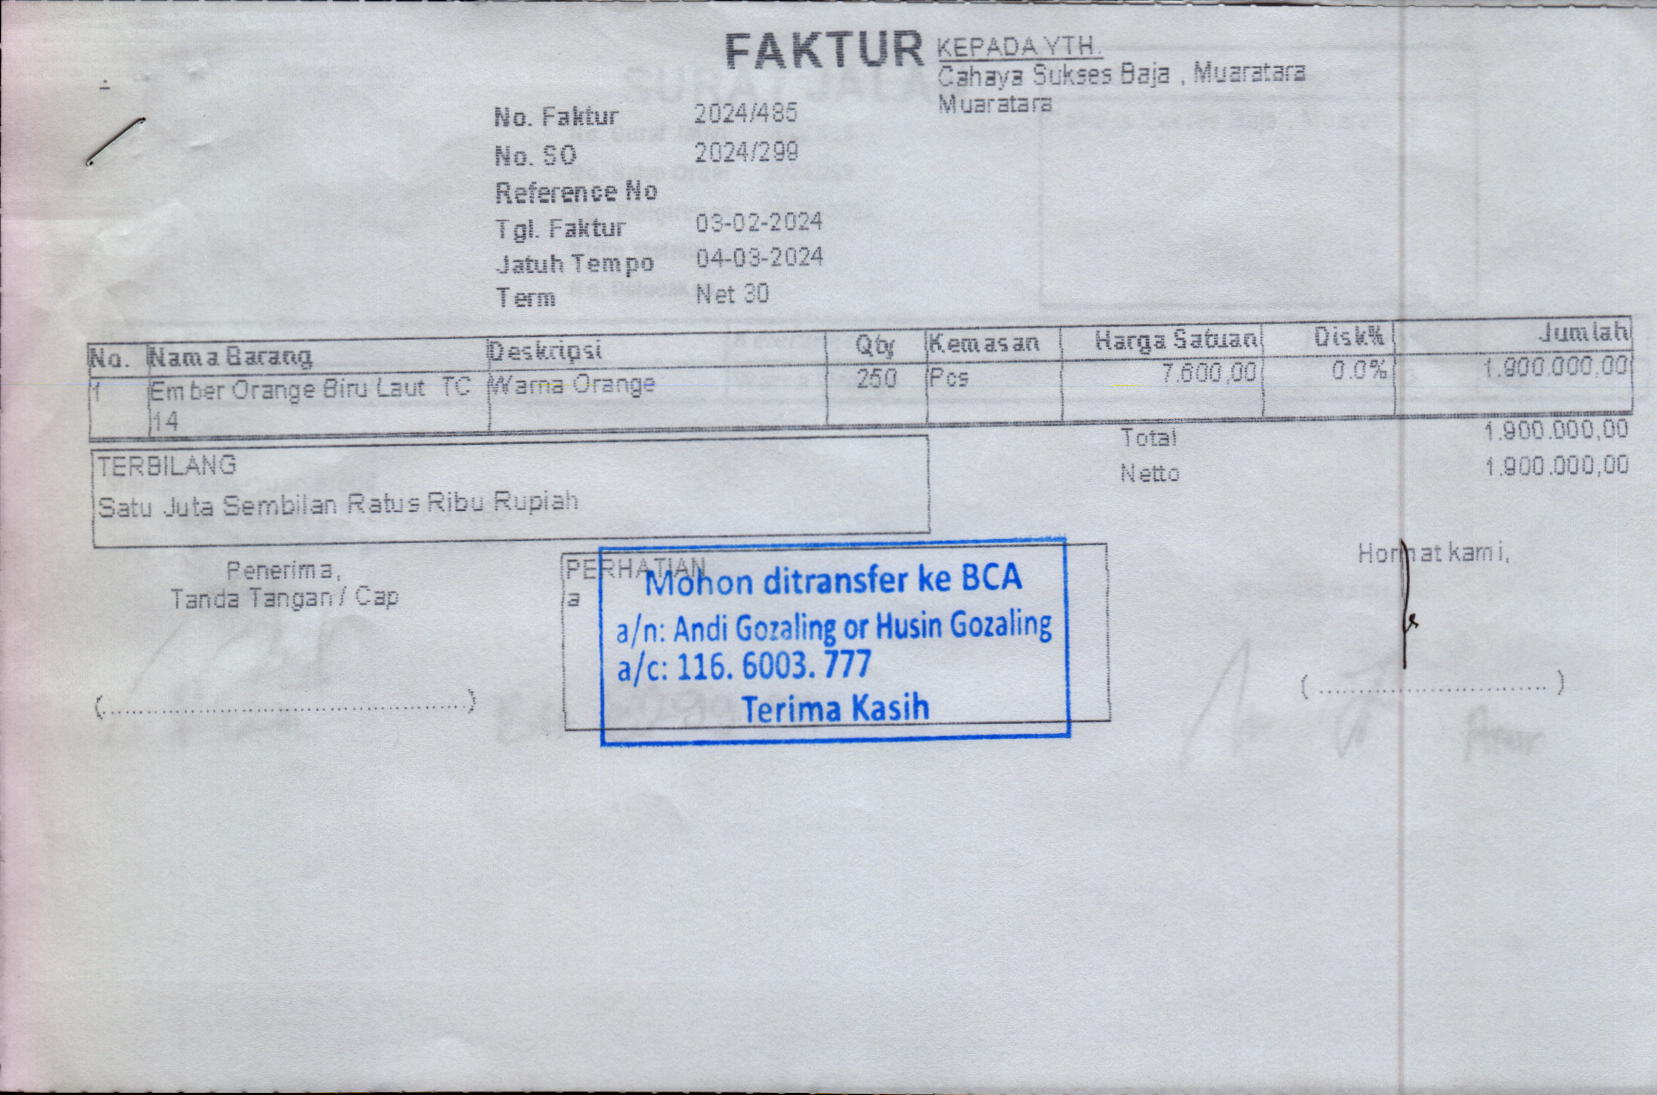 FAKTUR
KEPADA YTH.
Cahaya Sukses Baja , Muaratara
Muaratara
No. Faktur 2024/485
No. SO 2024/299
Reference No
Tgl. Faktur 03-02-2024
Jatuh Tempo 04-03-2024
Term Net 30
No. Nama Barang Deskripsi Qty Kemasan Harga Satuan Disk% Jumlah
1 Ember Orange Biru Laut TC Warna Orange 250 Pcs 7.600,00 0.0% 1.900.000,00
14
Total 1.900.000,00
Netto 1.900.000,00
TERBILANG
Satu Juta Sembilan Ratus Ribu Rupiah
Penerima,
Tanda Tangan / Cap
(........................................)
PERHATIAN
a
Mohon ditransfer ke BCA
a/n: Andi Gozaling or Husin Gozaling
a/c: 116. 6003. 777
Terima Kasih
Hormat kami,
(............................)